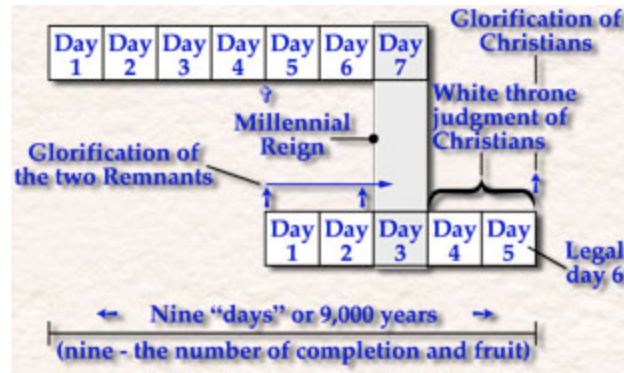 Glorification of
Christians
Day 1
Day 2
Day 3
Day 4
Day 5
Day 6
Day 7
White throne
judgment of
Christians
Millennial
Reign
Glorification of
the two Remnants
Day 1
Day 2
Day 3
Day 4
Day 5
Legal
day 6
Nine “days” or 9,000 years
(nine - the number of completion and fruit)